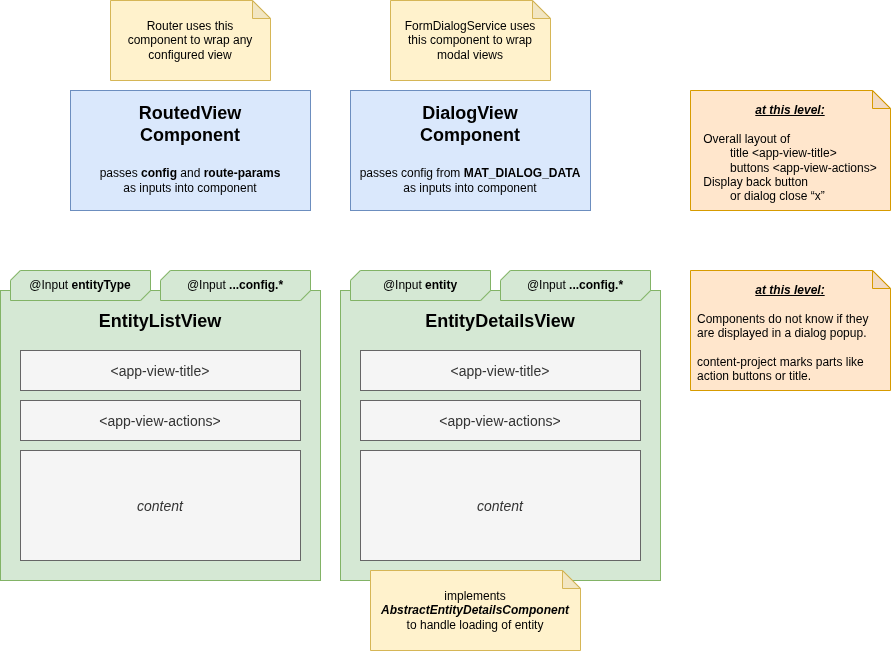 Router uses this
component to wrap any
configured view
FormDialogService uses
this component to wrap
modal views
RoutedView
Component
passes config and route-params
as inputs into component
DialogView
Component
passes config from MAT_DIALOG_DATA
as inputs into component
at this level:
Overall layout of
title <app-view-title>
buttons <app-view-actions>
Display back button
or dialog close “x”
@Input entityType
@Input ...config.*
EntityListView
<app-view-title>
<app-view-actions>
content
@Input entity
@Input ...config.*
EntityDetailsView
<app-view-title>
<app-view-actions>
content
at this level:
Components do not know if they
are displayed in a dialog popup.
content-project marks parts like
action buttons or title.
implements
AbstractEntityDetailsComponent
to handle loading of entity